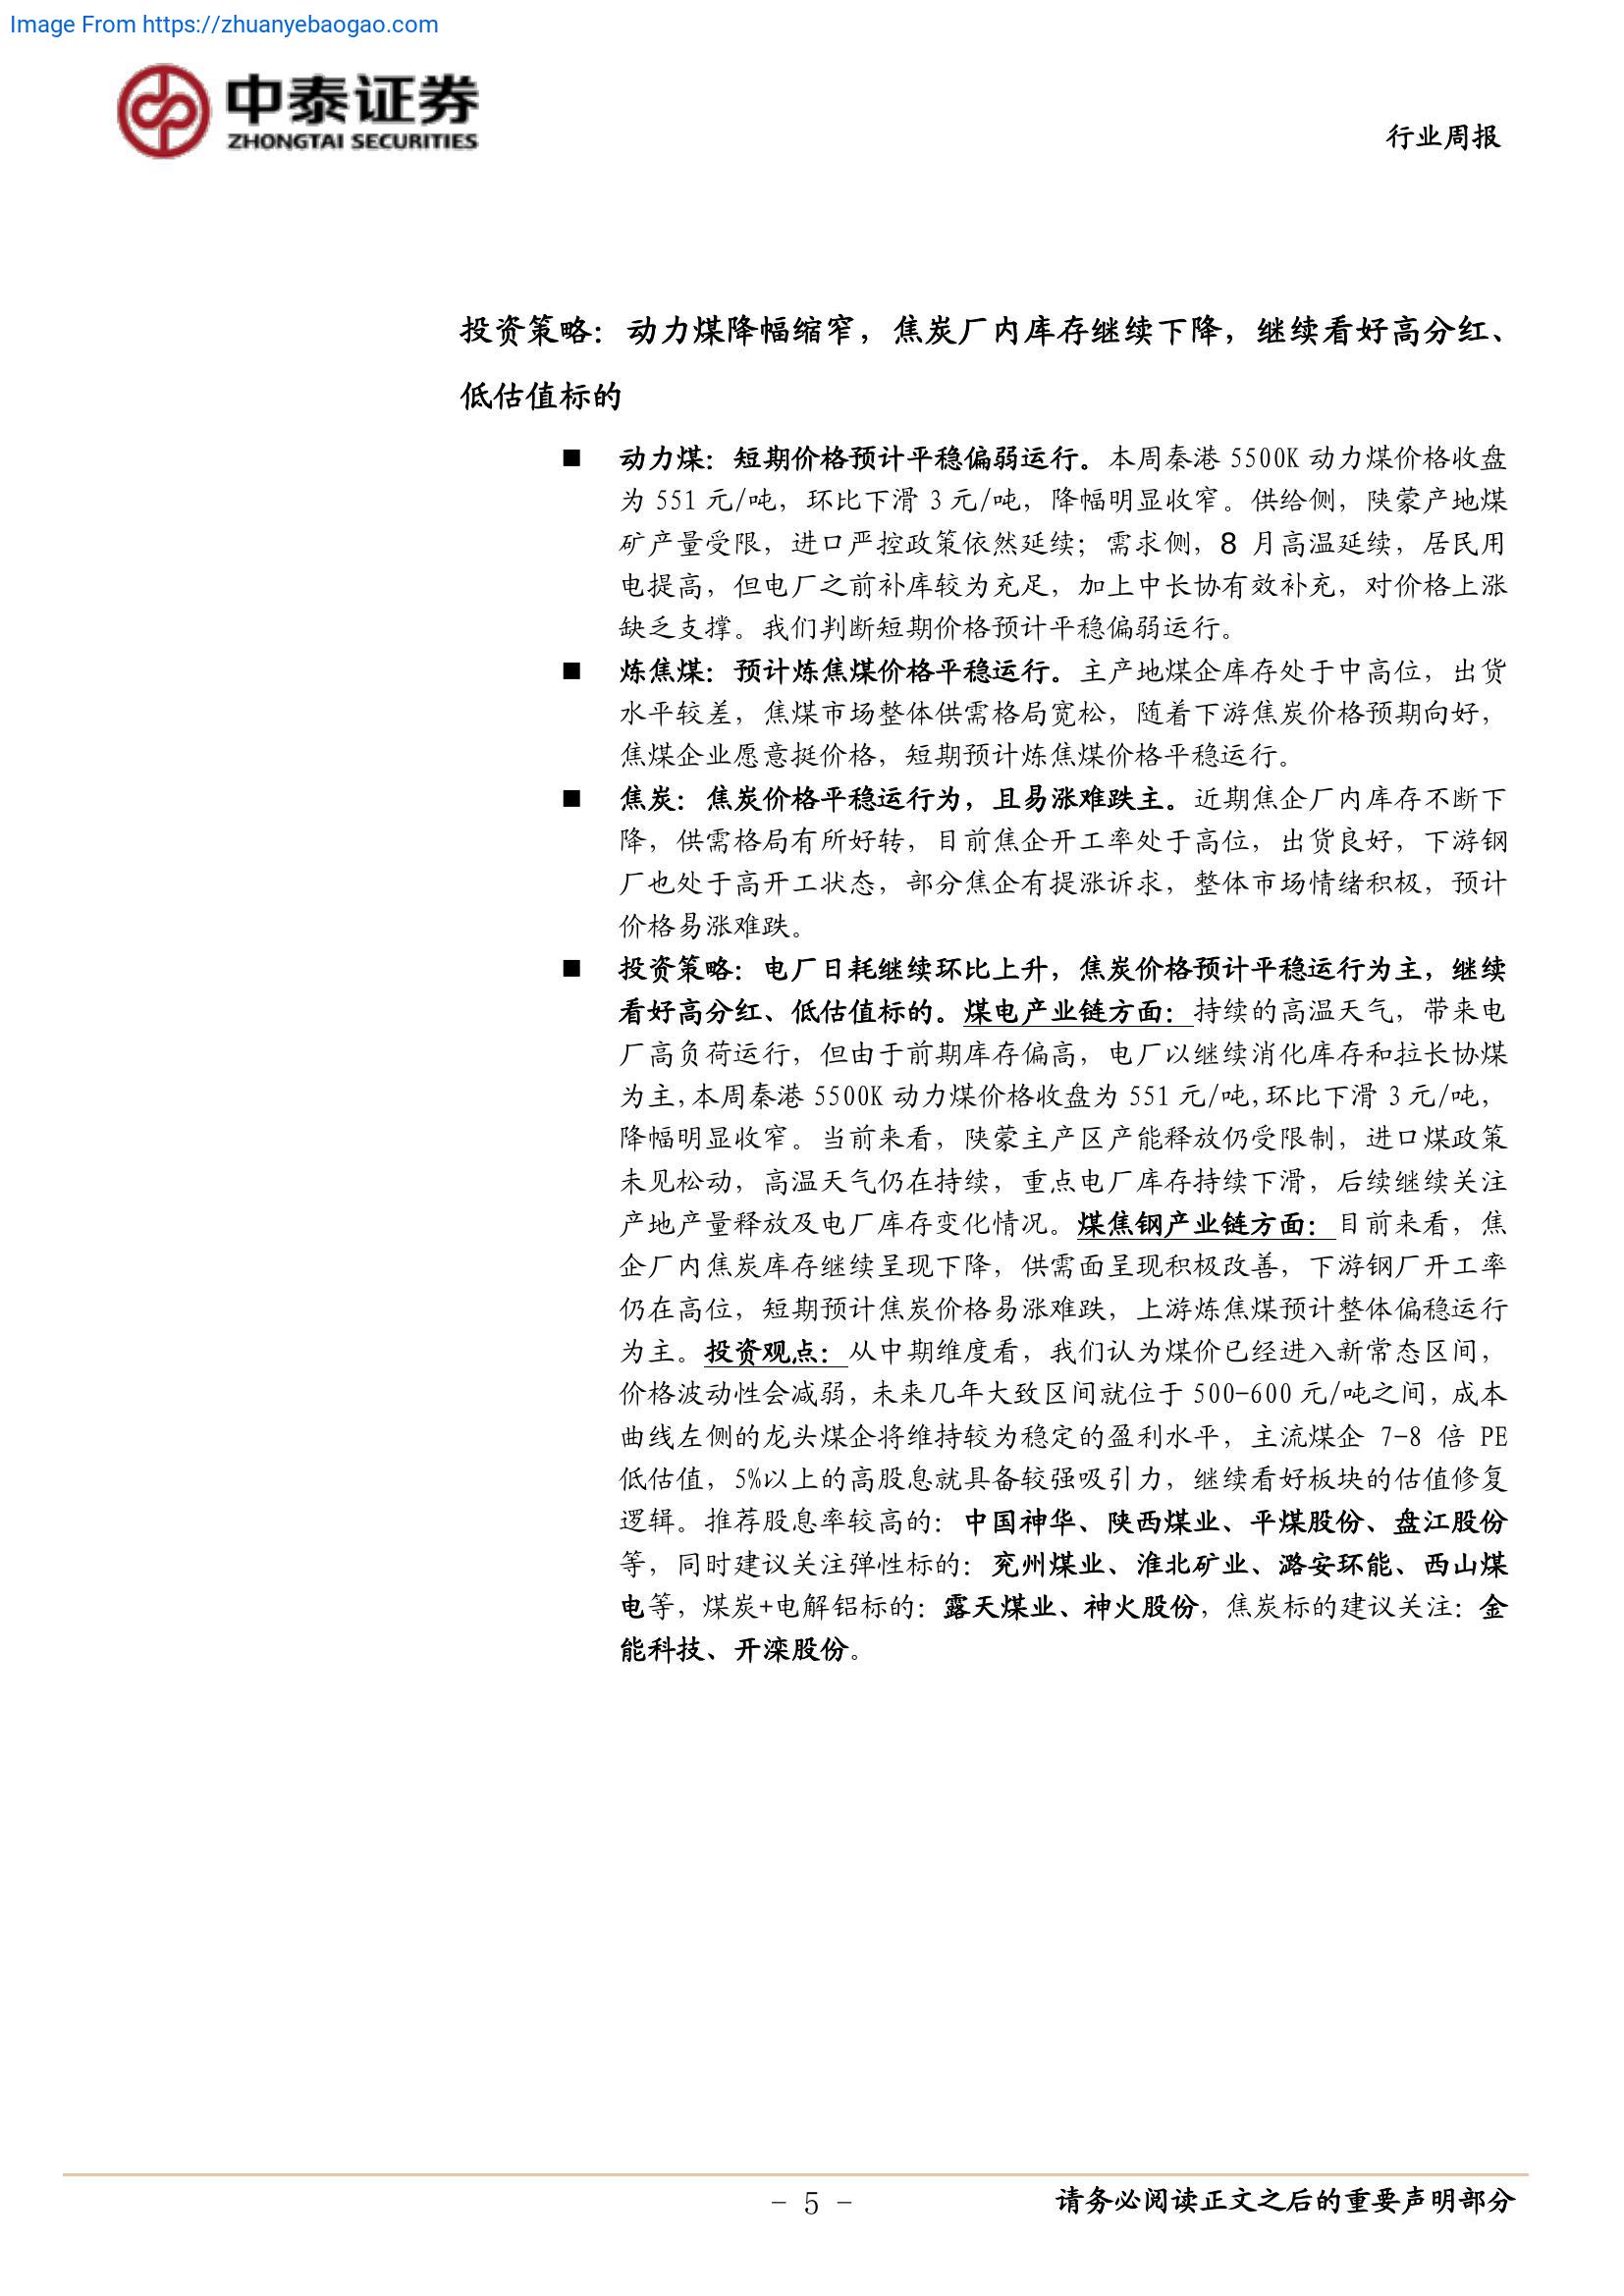 Image From https://zhuanyebaogao.com
中泰证券
ZHONGTAI SECURITIES
行业周报
投资策略：动力煤降幅缩窄，焦炭厂内库存继续下降，继续看好高分红、
低估值标的
■ 动力煤：短期价格预计平稳偏弱运行。本周秦港 5500K 动力煤价格收盘
为 551 元/吨，环比下滑 3 元/吨，降幅明显收窄。供给侧，陕蒙产地煤
矿产量受限，进口严控政策依然延续；需求侧，8 月高温延续，居民用
电提高，但电厂之前补库较为充足，加上中长协有效补充，对价格上涨
缺乏支撑。我们判断短期价格预计平稳偏弱运行。
■ 炼焦煤：预计炼焦煤价格平稳运行。主产地煤企库存处于中高位，出货
水平较差，焦煤市场整体供需格局宽松，随着下游焦炭价格预期向好，
焦煤企业愿意挺价格，短期预计炼焦煤价格平稳运行。
■ 焦炭：焦炭价格平稳运行为，且易涨难跌主。近期焦企厂内库存不断下
降，供需格局有所好转，目前焦企开工率处于高位，出货良好，下游钢
厂也处于高开工状态，部分焦企有提涨诉求，整体市场情绪积极，预计
价格易涨难跌。
■ 投资策略：电厂日耗继续环比上升，焦炭价格预计平稳运行为主，继续
看好高分红、低估值标的。煤电产业链方面：持续的高温天气，带来电
厂高负荷运行，但由于前期库存偏高，电厂以继续消化库存和拉长协煤
为主，本周秦港 5500K 动力煤价格收盘为 551 元/吨，环比下滑 3 元/吨，
降幅明显收窄。当前来看，陕蒙主产区产能释放仍受限制，进口煤政策
未见松动，高温天气仍在持续，重点电厂库存持续下滑，后续继续关注
产地产量释放及电厂库存变化情况。煤焦钢产业链方面：目前来看，焦
企厂内焦炭库存继续呈现下降，供需面呈现积极改善，下游钢厂开工率
仍在高位，短期预计焦炭价格易涨难跌，上游炼焦煤预计整体偏稳运行
为主。投资观点：从中期维度看，我们认为煤价已经进入新常态区间，
价格波动性会减弱，未来几年大致区间就位于 500-600 元/吨之间，成本
曲线左侧的龙头煤企将维持较为稳定的盈利水平，主流煤企 7-8 倍 PE
低估值，5%以上的高股息就具备较强吸引力，继续看好板块的估值修复
逻辑。推荐股息率较高的：中国神华、陕西煤业、平煤股份、盘江股份
等，同时建议关注弹性标的：兖州煤业、淮北矿业、潞安环能、西山煤
电等，煤炭+电解铝标的：露天煤业、神火股份，焦炭标的建议关注：金
能科技、开滦股份。
- 5 -
请务必阅读正文之后的重要声明部分